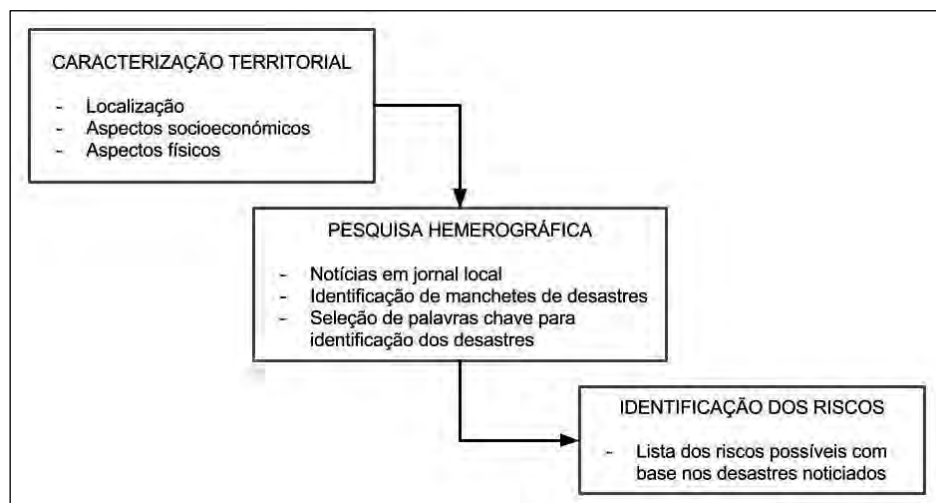 CARACTERIZAÇÃO TERRITORIAL
- Localização
- Aspectos socioeconómicos
- Aspectos físicos
PESQUISA HEMEROGRÁFICA
- Notícias em jornal local
- Identificação de manchetes de desastres
- Seleção de palavras chave para
identificação dos desastres
IDENTIFICAÇÃO DOS RISCOS
- Lista dos riscos possíveis com
base nos desastres noticiados